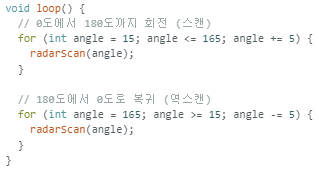 void loop() {
  // 0도에서 180도까지 회전 (스캔)
  for (int angle = 15; angle <= 165; angle += 5) {
    radarScan(angle);
  }

  // 180도에서 0도로 복귀 (역스캔)
  for (int angle = 165; angle >= 15; angle -= 5) {
    radarScan(angle);
  }
}